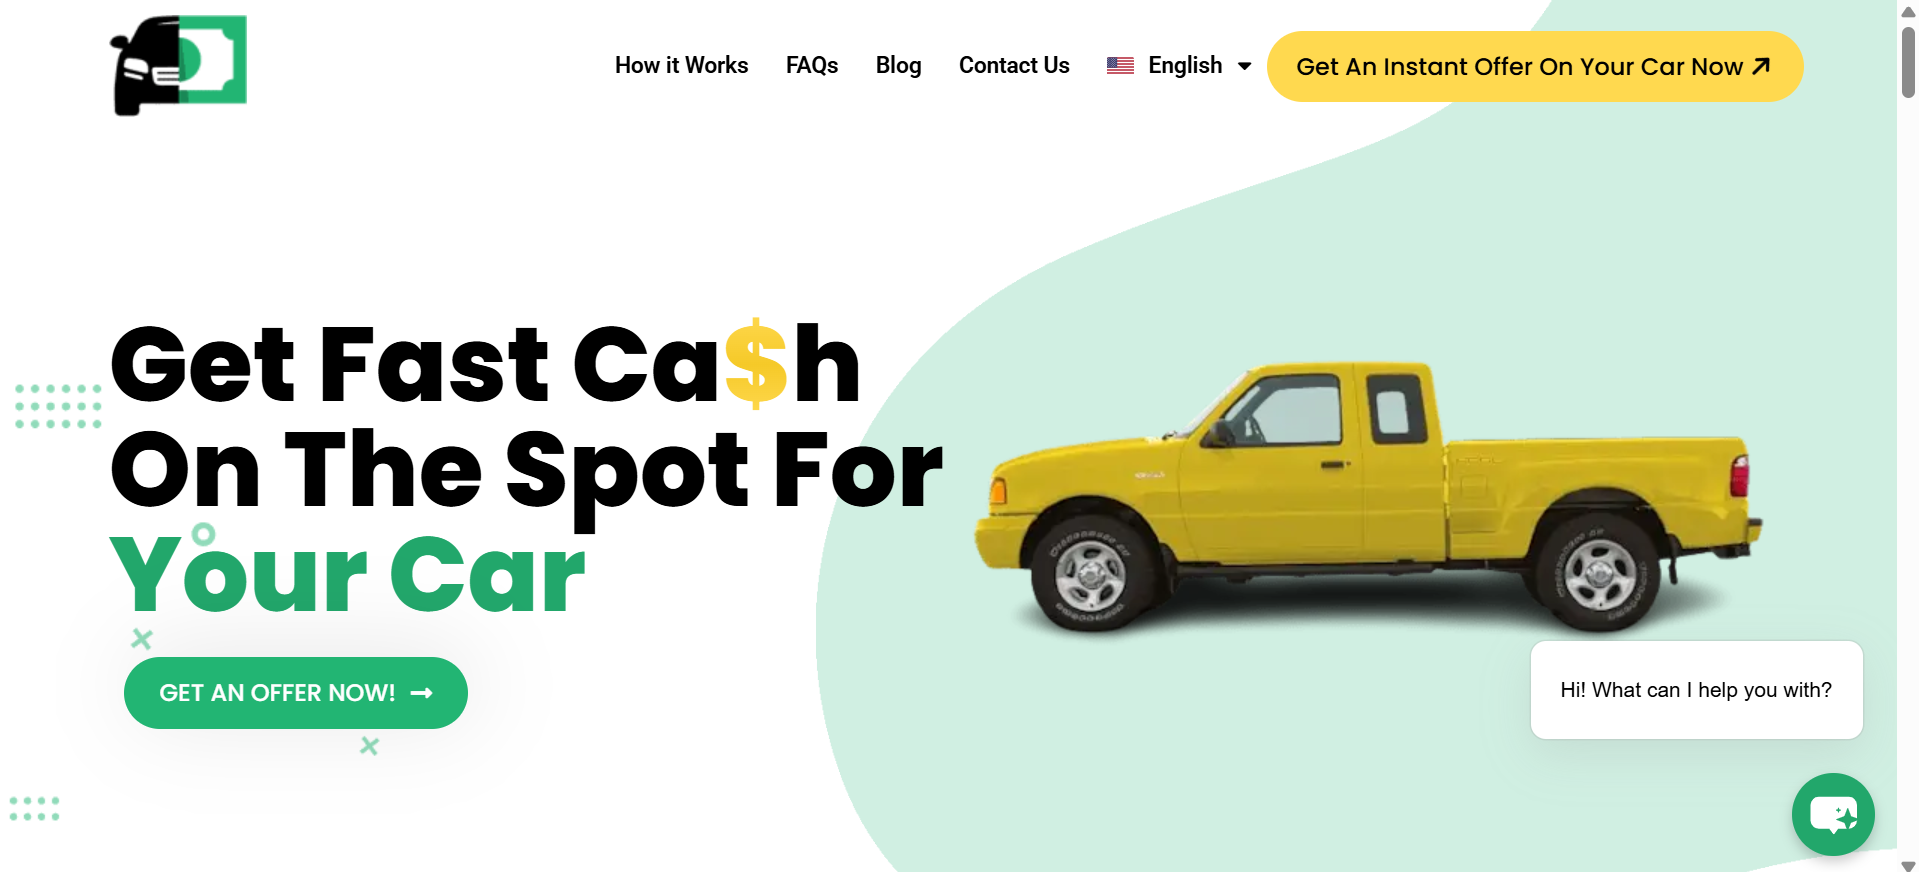 How it Works
FAQs
Blog
Contact Us
English
Get An Instant Offer On Your Car Now
Get Fast Ca$h
On The Spot For
Your Car
GET AN OFFER NOW!
Hi! What can I help you with?